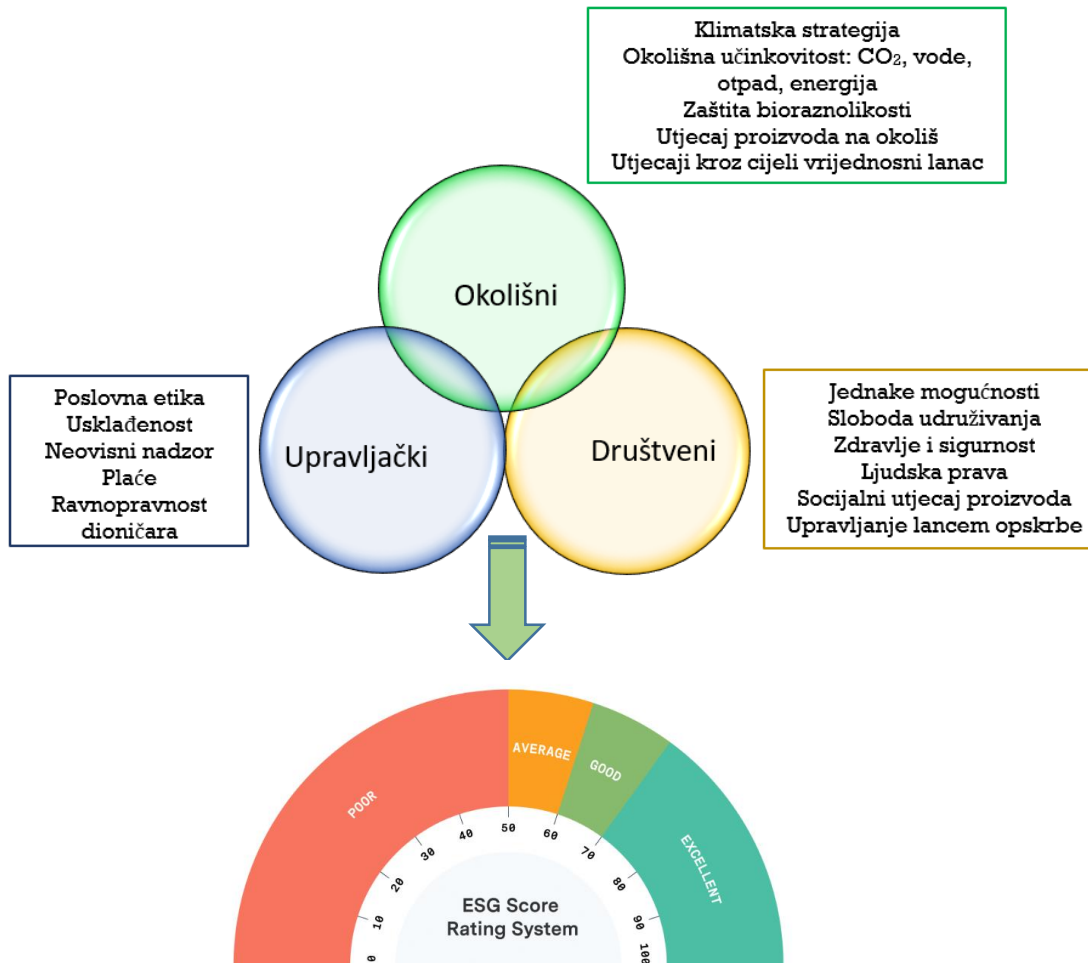 Klimatska strategija
Okolišna učinkovitost: CO₂, vode,
otpad, energija
Zaštita bioraznolikosti
Utjecaj proizvoda na okoliš
Utjecaji kroz cijeli vrijednosni lanac
Okolišni
Poslovna etika
Usklađenost
Neovisni nadzor
Plaće
Ravnopravnost
dioničara
Upravljački
Društveni
Jednake mogućnosti
Sloboda udruživanja
Zdravlje i sigurnost
Ljudska prava
Socijalni utjecaj proizvoda
Upravljanje lancem opskrbe
POOR
AVERAGE
GOOD
EXCELLENT
0
10
20
30
40
50
60
70
80
90
100
ESG Score
Rating System